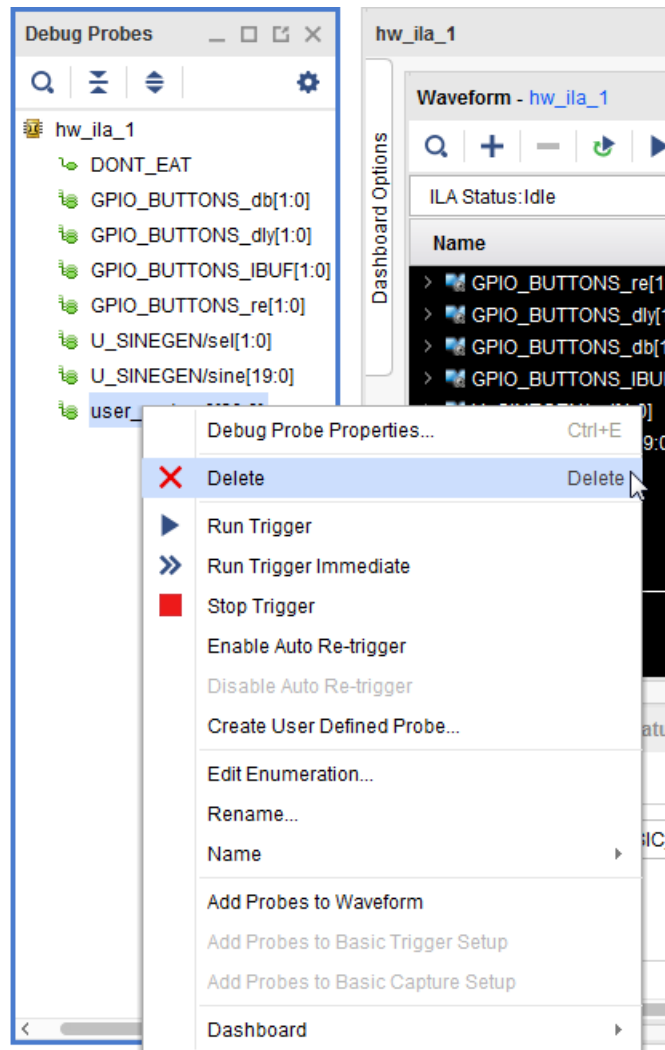 Debug Probes
hw_ila_1
DONT_EAT
GPIO_BUTTONS_db[1:0]
GPIO_BUTTONS_dly[1:0]
GPIO_BUTTONS_IBUF[1:0]
GPIO_BUTTONS_re[1:0]
U_SINEGEN/sel[1:0]
U_SINEGEN/sine[19:0]
user_
hw_ila_1
Dashboard Options
Waveform - hw_ila_1
ILA Status:Idle
Name
GPIO_BUTTONS_re[1
GPIO_BUTTONS_dly[1
GPIO_BUTTONS_db[1
GPIO_BUTTONS_IBU
9:0
Debug Probe Properties... Ctrl+E
Delete Delete
Run Trigger
Run Trigger Immediate
Stop Trigger
Enable Auto Re-trigger
Disable Auto Re-trigger
Create User Defined Probe...
Edit Enumeration...
Rename...
Name
Add Probes to Waveform
Add Probes to Basic Trigger Setup
Add Probes to Basic Capture Setup
Dashboard